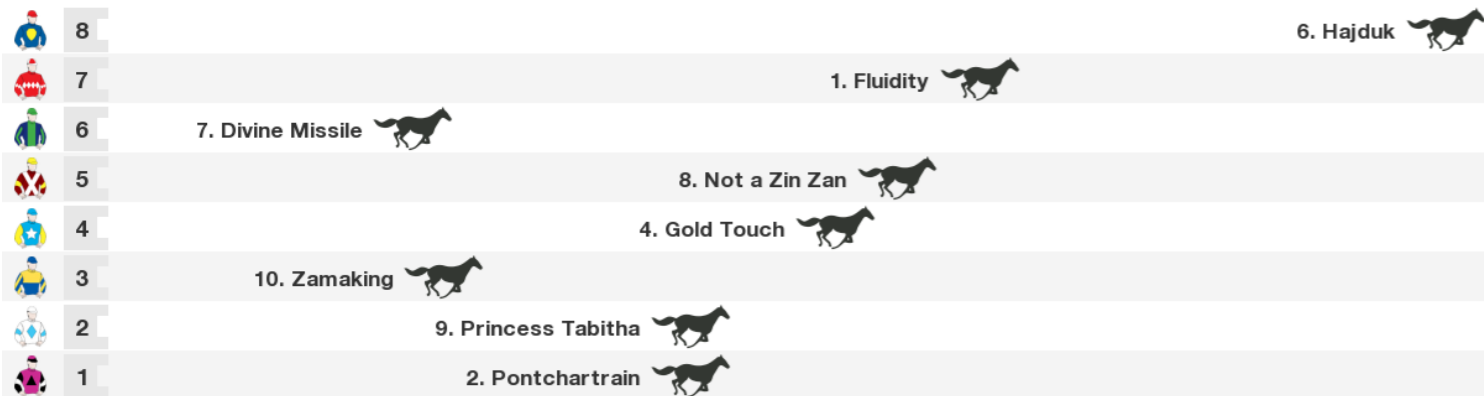 8 6. Hajduk
7 1. Fluidity
6 7. Divine Missile
5 8. Not a Zin Zan
4 4. Gold Touch
3 10. Zamaking
2 9. Princess Tabitha
1 2. Pontchartrain